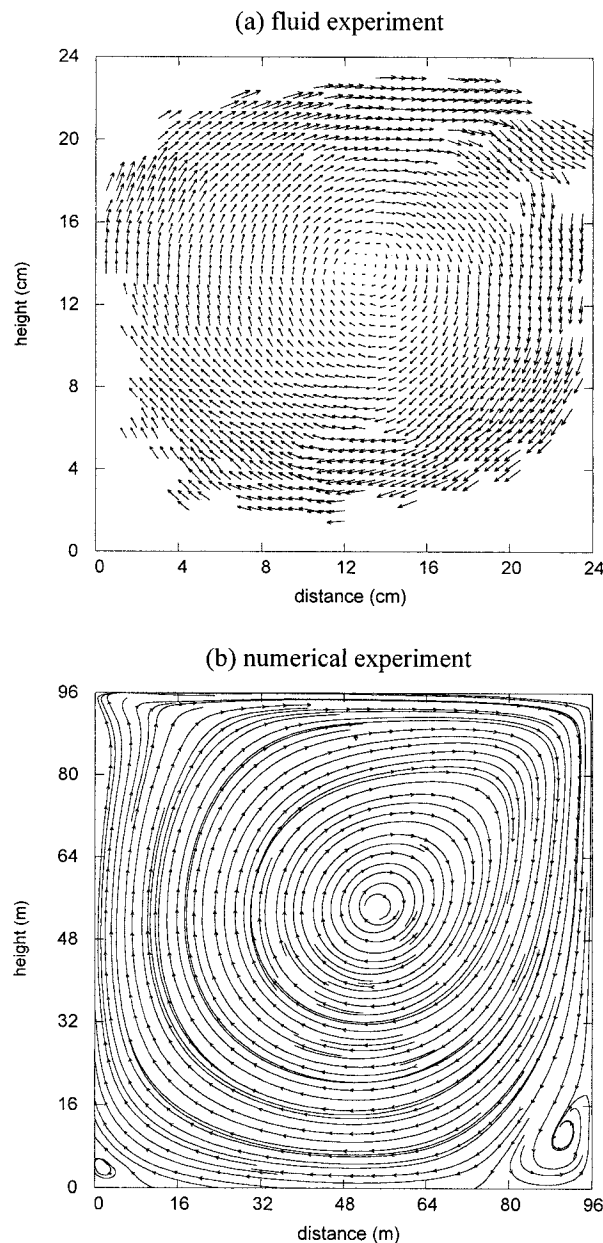 (a) fluid experiment
24
20
16
12
8
4
0
height (cm)
0 4 8 12 16 20 24
distance (cm)
(b) numerical experiment
96
80
64
48
32
16
0
height (m)
0 16 32 48 64 80 96
distance (m)